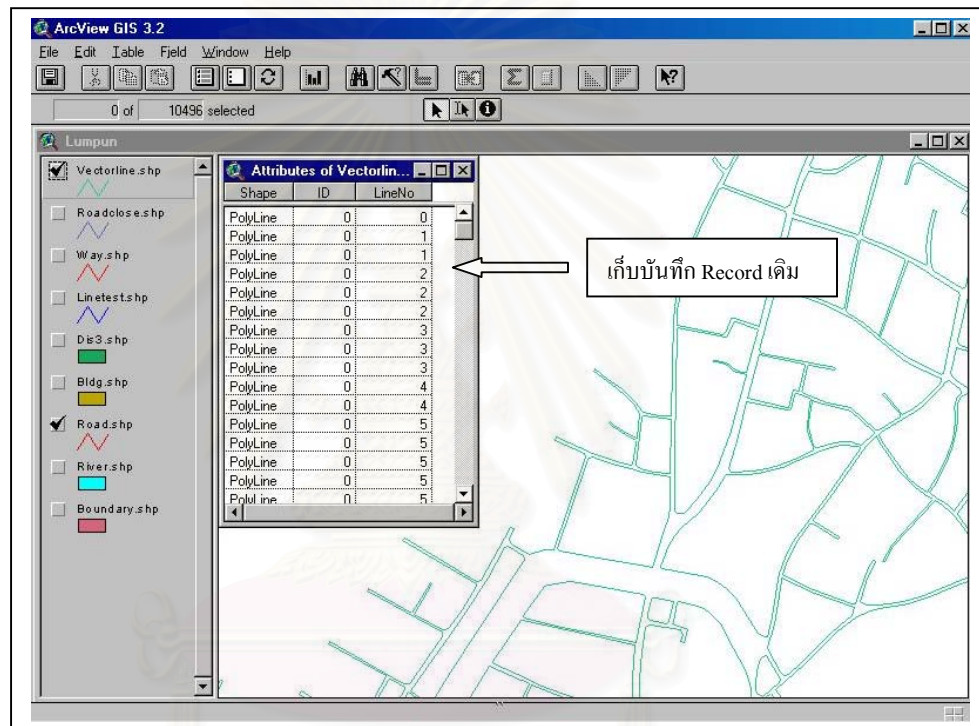 ArcView GIS 3.2
File Edit Table Field Window Help
0 of 10496 selected
Lumpun
Vectorline.shp
Roadclose.shp
Way.shp
Linetest.shp
Dis3.shp
Bldg.shp
Road.shp
River.shp
Boundary.shp
Attributes of Vectorlin...
Shape ID LineNo
PolyLine 0 0
PolyLine 0 1
PolyLine 0 1
PolyLine 0 2
PolyLine 0 2
PolyLine 0 2
PolyLine 0 3
PolyLine 0 3
PolyLine 0 3
PolyLine 0 4
PolyLine 0 4
PolyLine 0 5
PolyLine 0 5
PolyLine 0 5
PolyLine 0 5
PolyLine 0 5
เก็บบันทึก Record เดิม